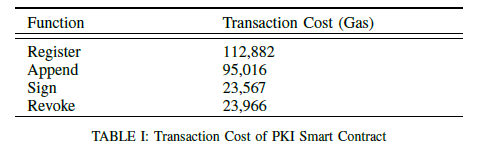 Function Transaction Cost (Gas)
Register 112,882
Append 95,016
Sign 23,567
Revoke 23,966
TABLE I: Transaction Cost of PKI Smart Contract